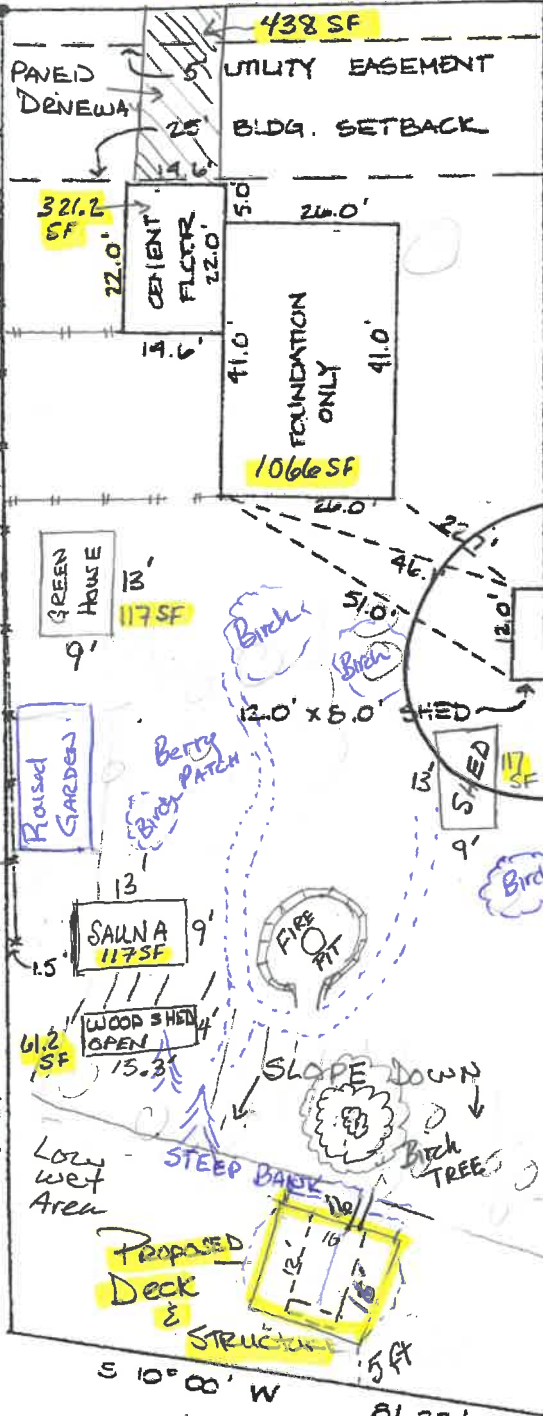 438 SF
PAVED
DRIVEWA
5' UTILITY EASEMENT
25' BLDG. SETBACK
14.6'
321.2
SF
CEMENT
FLOOR
22.0'
22.0'
5.0'
26.0'
14.6'
41.0'
FOUNDATION
ONLY
41.0'
1066 SF
26.0'
GREEN
HOUSE
13'
117 SF
9'
46.
51.0'
12.0'
Birch
Birch
12.0' x 8.0' SHED
SHED
13'
117
SF
9'
Raised
GARDEN
Berry
PATCH
Birch
Birc
13
SAUNA
117 SF
9'
1.5'
FIRE
PIT
WOOD SHED
OPEN
4'
61.2
SF
15.3'
SLOPE DOWN
Birch
TREE
STEEP BANK
Low
wet
Area
PROPOSED
Deck
&
STRUCTURE
16
12'
5 ft
S 10° 00' W